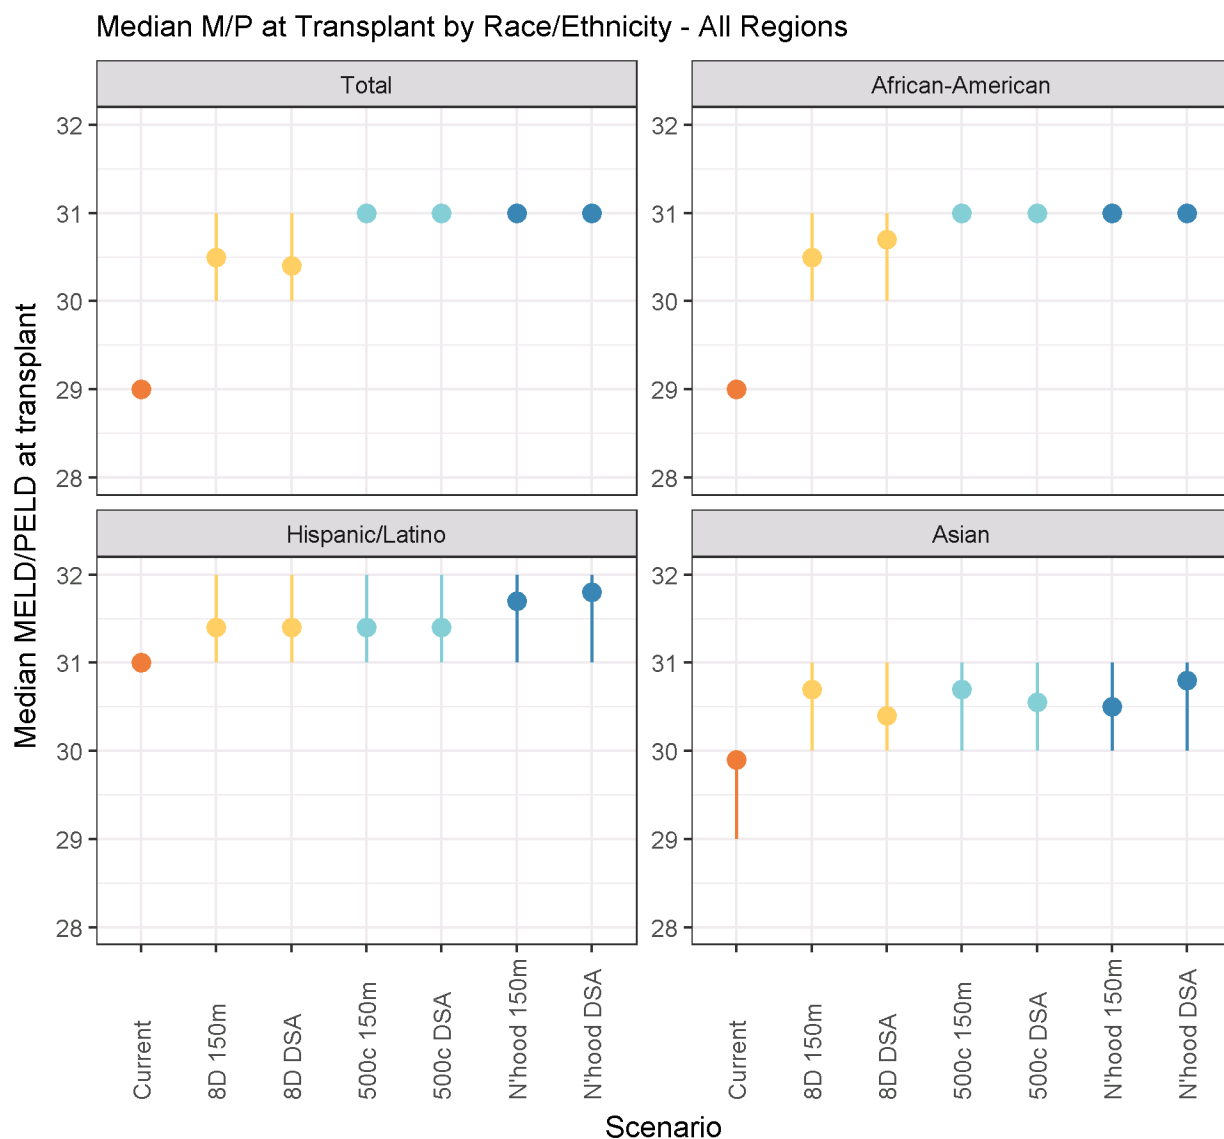 Median M/P at Transplant by Race/Ethnicity - All Regions
Total
African-American
32
31
30
29
28
32
31
30
29
28
Hispanic/Latino
Asian
32
31
30
29
28
32
31
30
29
28
Median MELD/PELD at transplant
Current
8D 150m
8D DSA
500c 150m
500c DSA
N'hood 150m
N'hood DSA
Current
8D 150m
8D DSA
500c 150m
500c DSA
N'hood 150m
N'hood DSA
Scenario